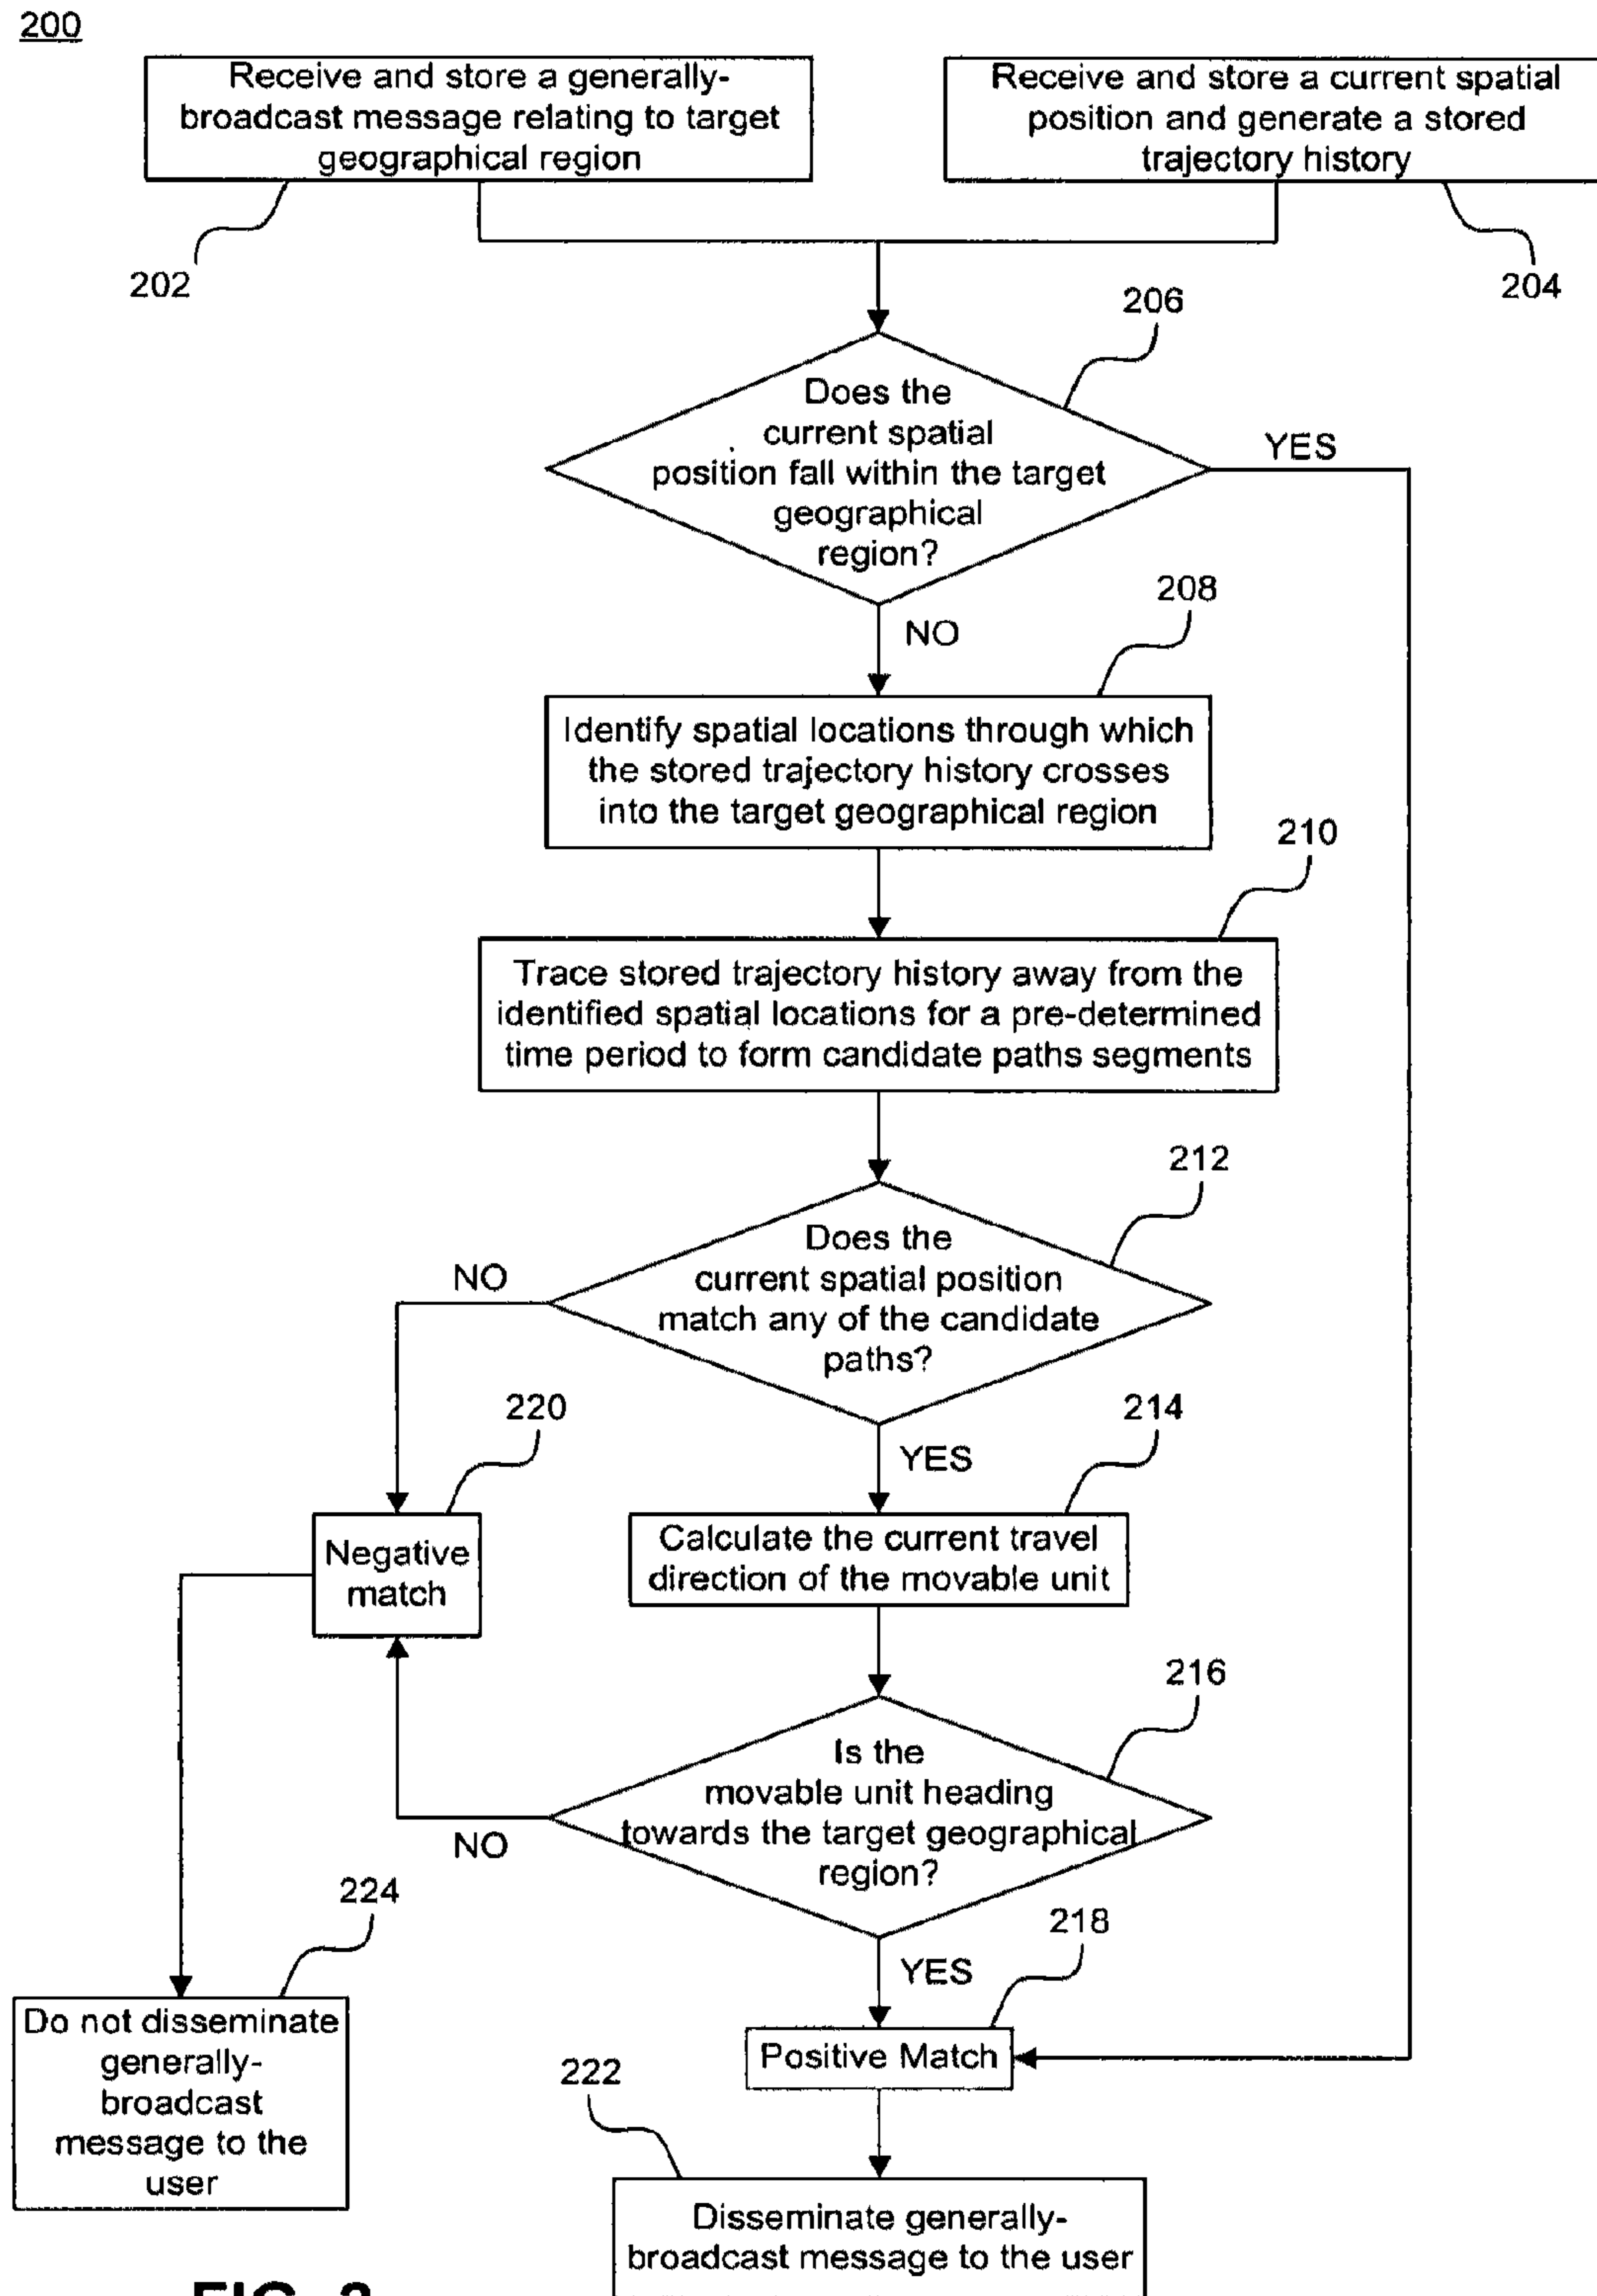 200
Receive and store a generally-
broadcast message relating to target
geographical region
Receive and store a current spatial
position and generate a stored
trajectory history
202
204
206
Does the
current spatial
position fall within the target
geographical
region?
YES
NO
208
Identify spatial locations through which
the stored trajectory history crosses
into the target geographical region
210
Trace stored trajectory history away from the
identified spatial locations for a pre-determined
time period to form candidate paths segments
212
Does the
current spatial position
match any of the candidate
paths?
NO
YES
220
214
Negative
match
Calculate the current travel
direction of the movable unit
216
Is the
movable unit heading
towards the target geographical
region?
NO
YES
224
218
Do not disseminate
generally-
broadcast
message to the
user
Positive Match
222
Disseminate generally-
broadcast message to the user
FIG.